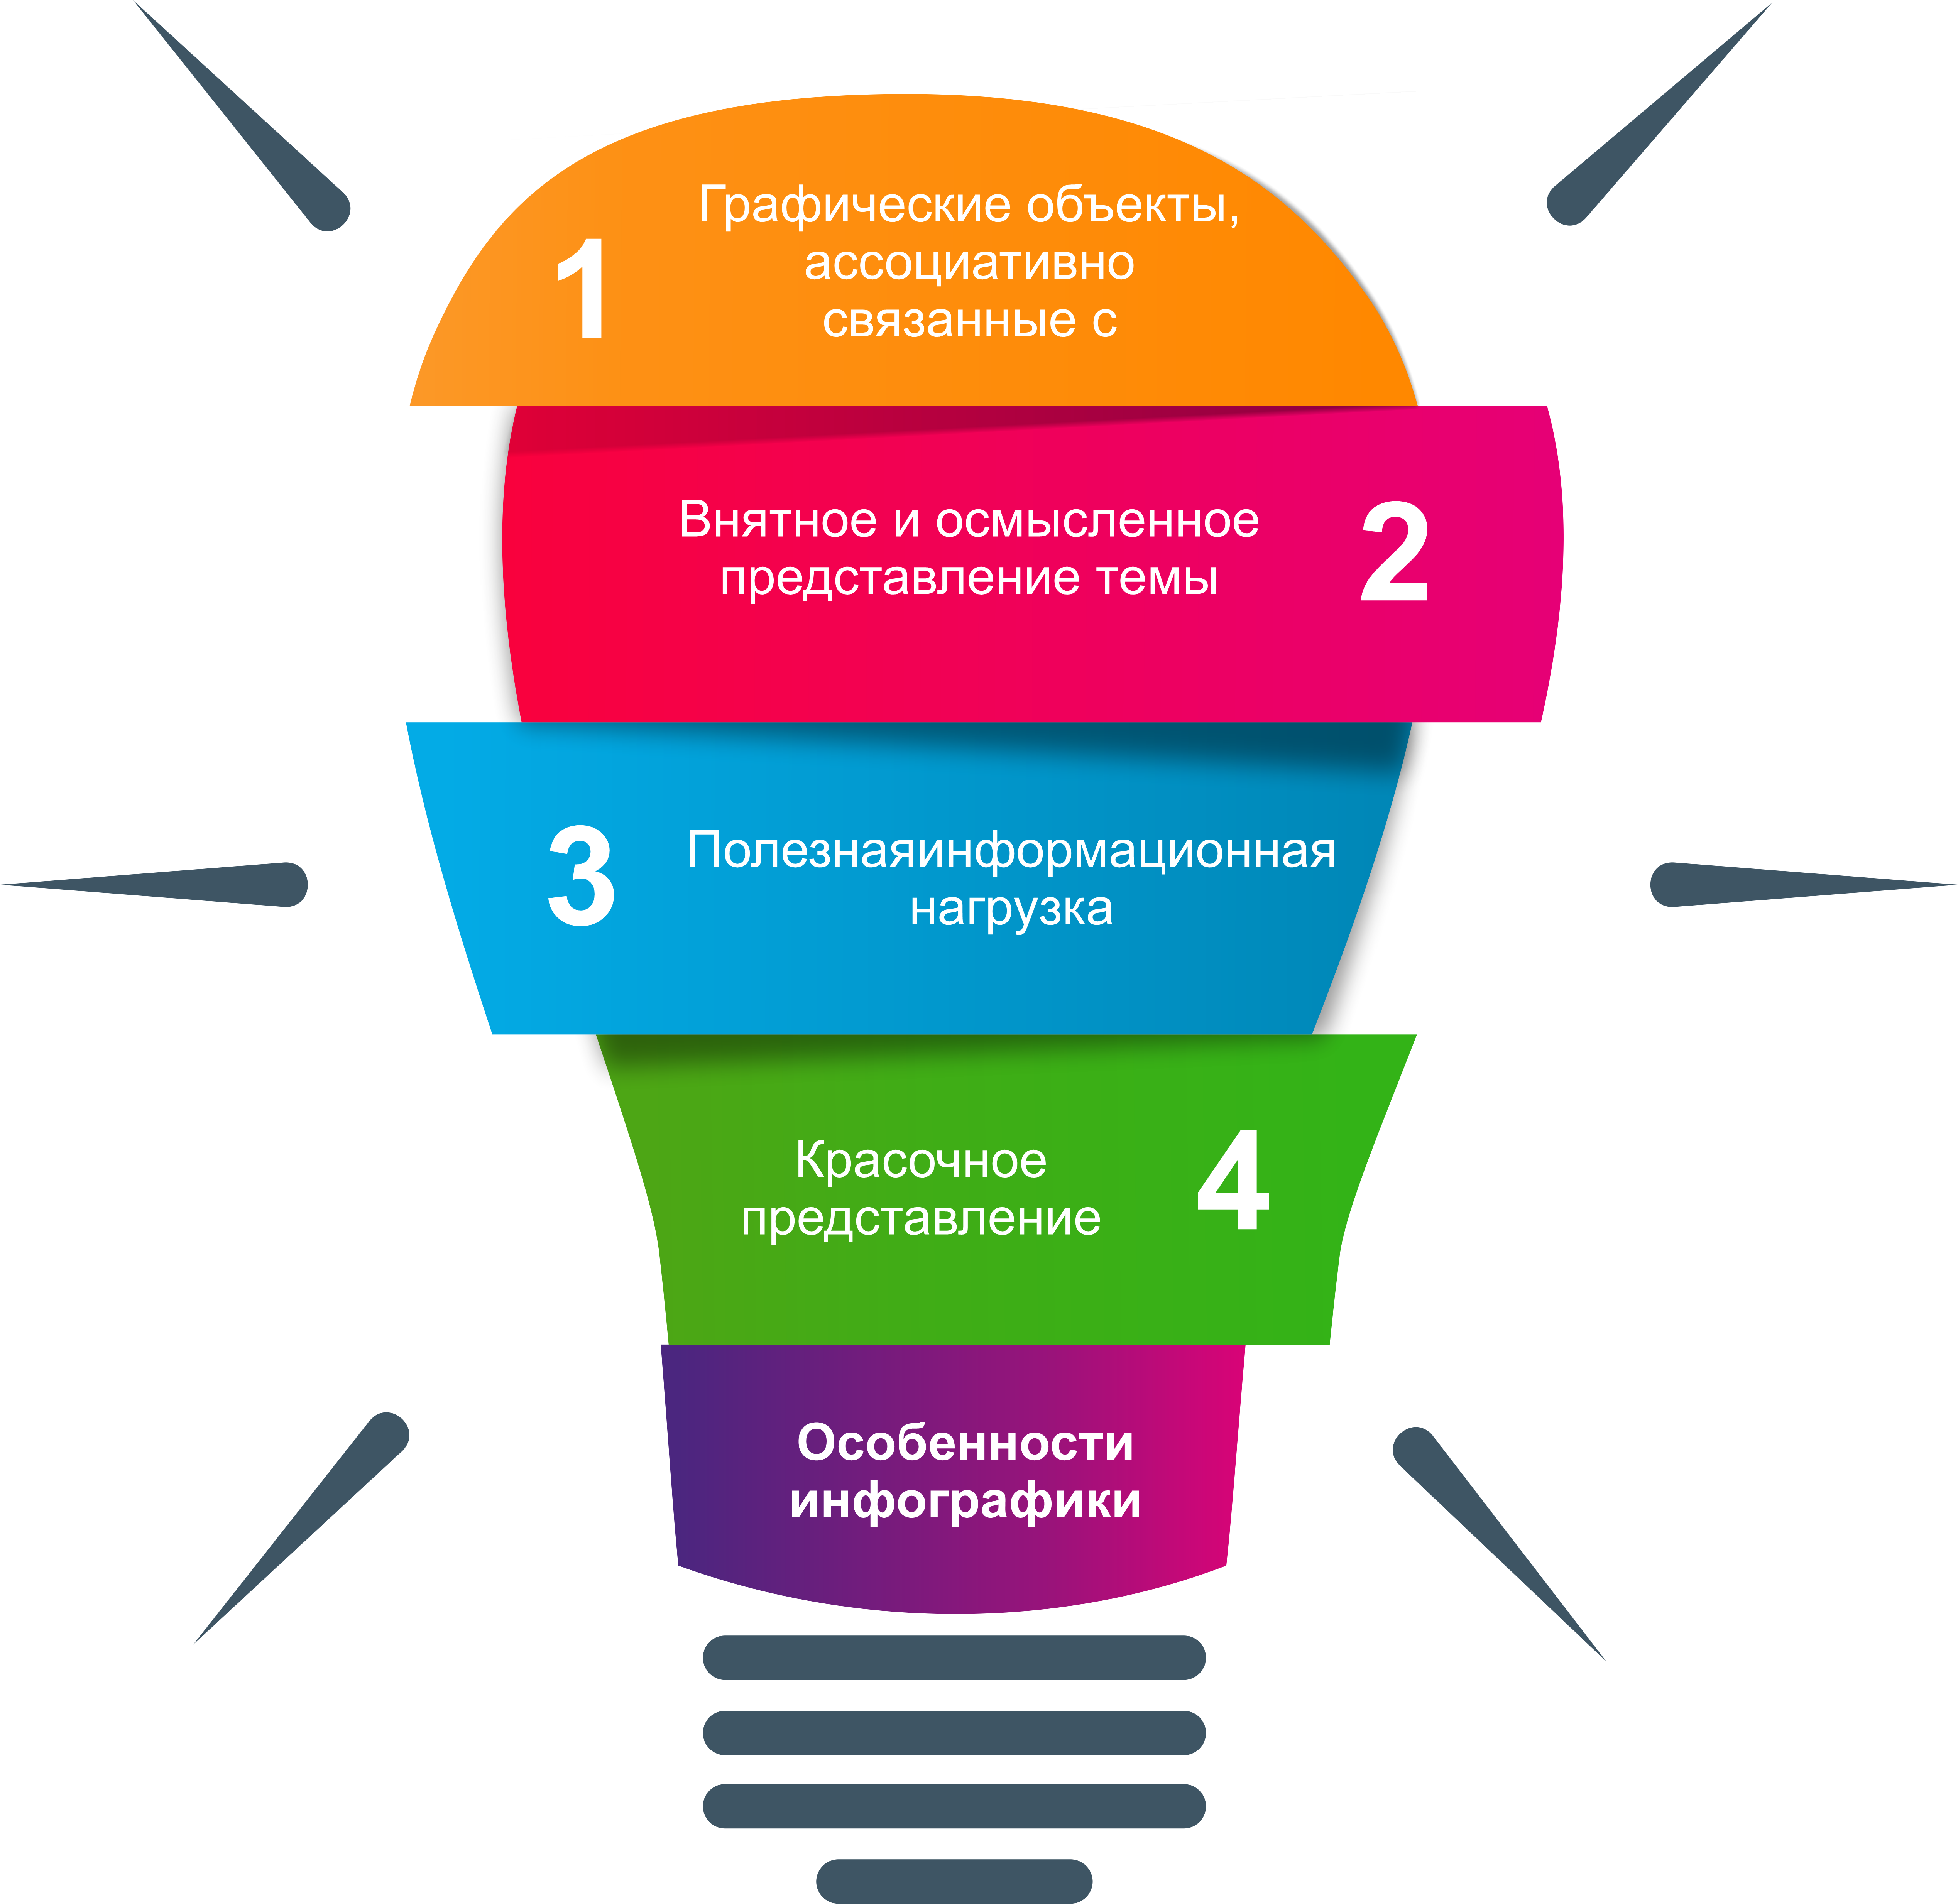 1
Графические объекты,
ассоциативно
связанные с
Внятное и осмысленное
представление темы
2
3
Полезнаяинформационная
нагрузка
Красочное
представление
4
Особенности
инфографики